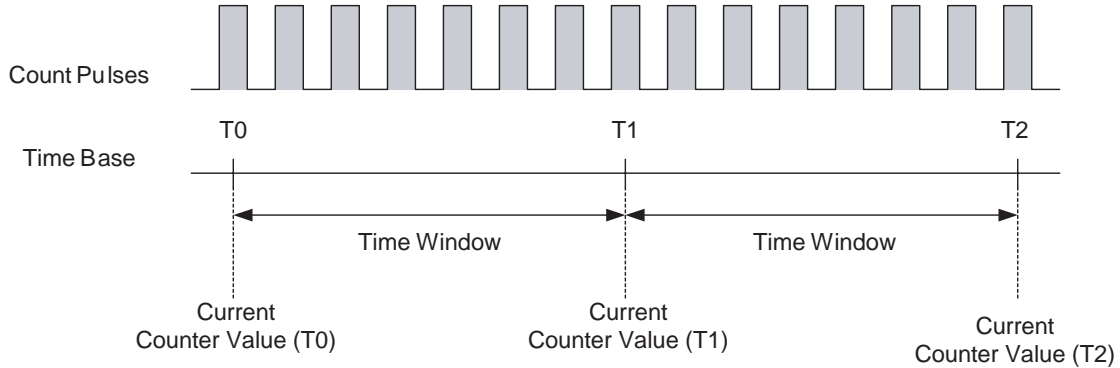 Count Pulses
T0
T1
T2
Time Base
Time Window
Time Window
Current
Counter Value (T0)
Current
Counter Value (T1)
Current
Counter Value (T2)